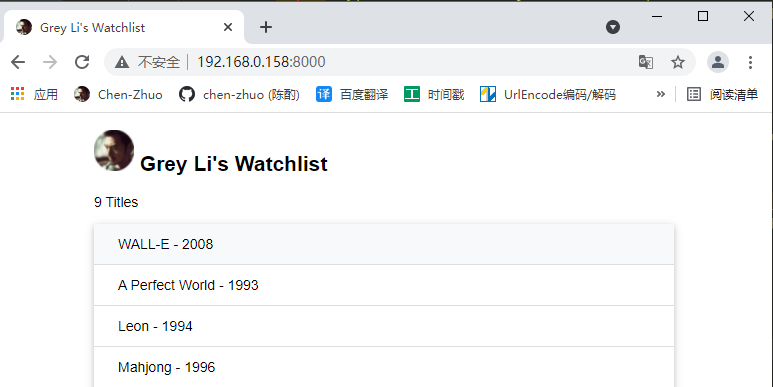 Grey Li's Watchlist
不安全 192.168.0.158:8000
应用 Chen-Zhuo chen-zhuo (陈酌) 译 百度翻译 工 时间戳 UrlEncode编码/解码 » 阅读清单
Grey Li's Watchlist
9 Titles
WALL-E - 2008
A Perfect World - 1993
Leon - 1994
Mahjong - 1996